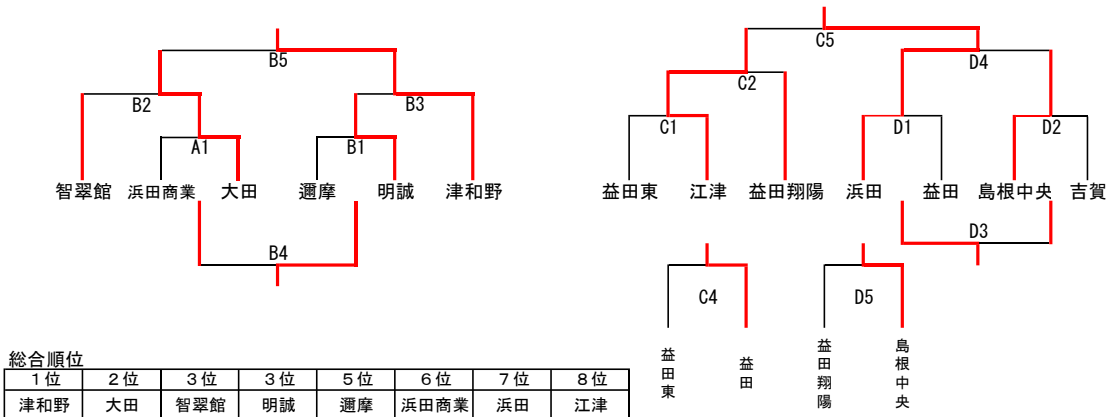 C5
B5
D4
C2
B2
B3
C1
D1
D2
A1
B1
智翠館
浜田商業
大田
邇摩
明誠
津和野
益田東
江津
益田翔陽
浜田
益田
島根中央
吉賀
D3
B4
C4
D5
益田東
益田
益田翔陽
島根中央
総合順位
1位 2位 3位 3位 5位 6位 7位 8位
津和野 大田 智翠館 明誠 邇摩 浜田商業 浜田 江津